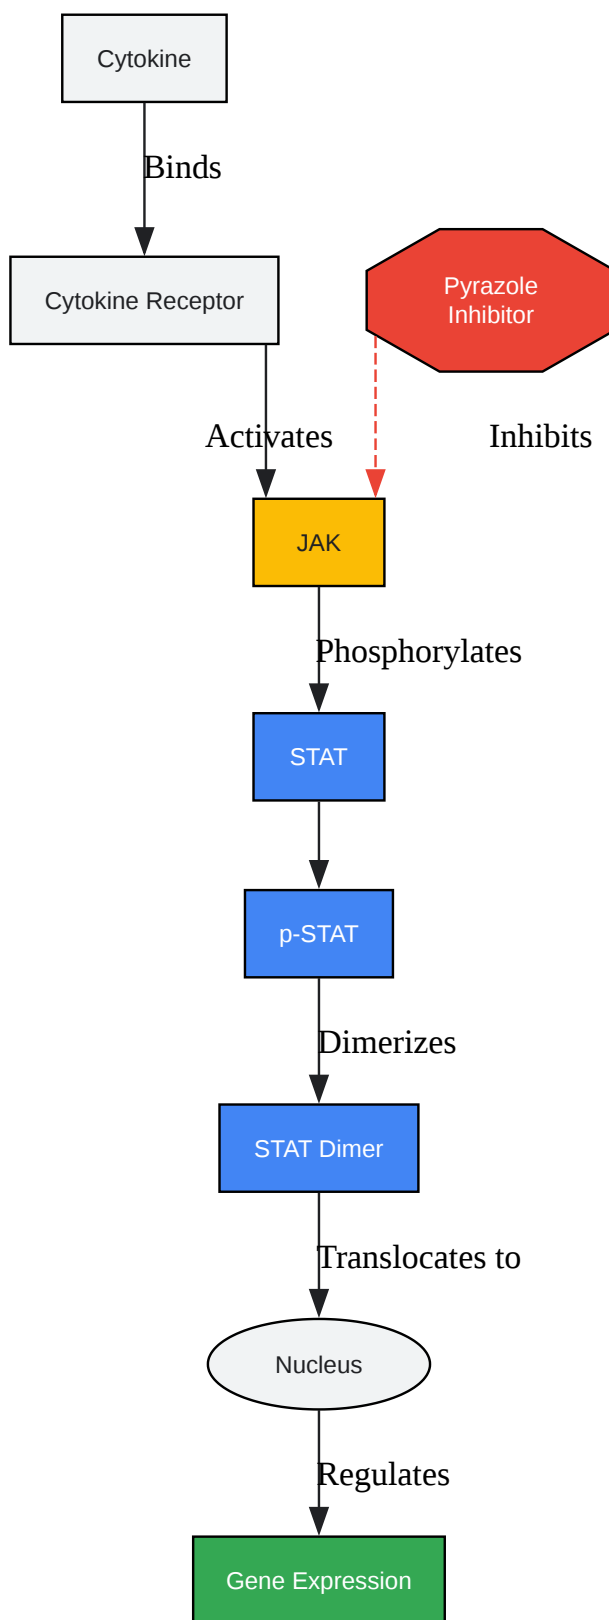 Cytokine
Binds
Cytokine Receptor
Pyrazole
Inhibitor
Activates
Inhibits
JAK
Phosphorylates
STAT
p-STAT
Dimerizes
STAT Dimer
Translocates to
Nucleus
Regulates
Gene Expression